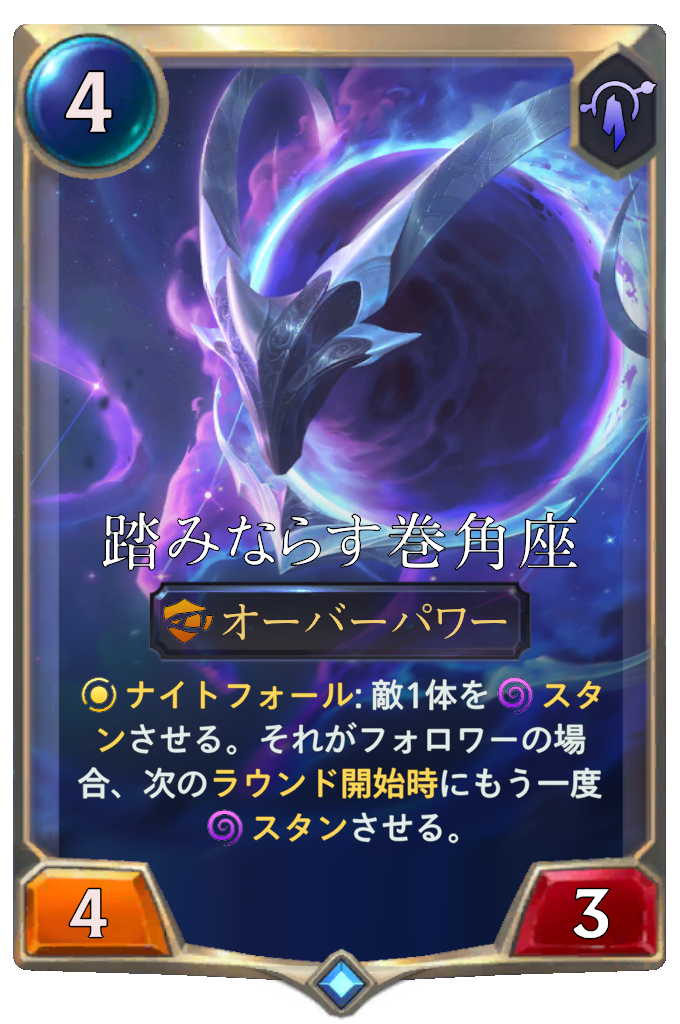 4
踏みならす巻角座
オーバーパワー
ナイトフォール: 敵1体を スタ
ンさせる。それがフォロワーの場
合、次のラウンド開始時にもう一度
スタンさせる。
4
3